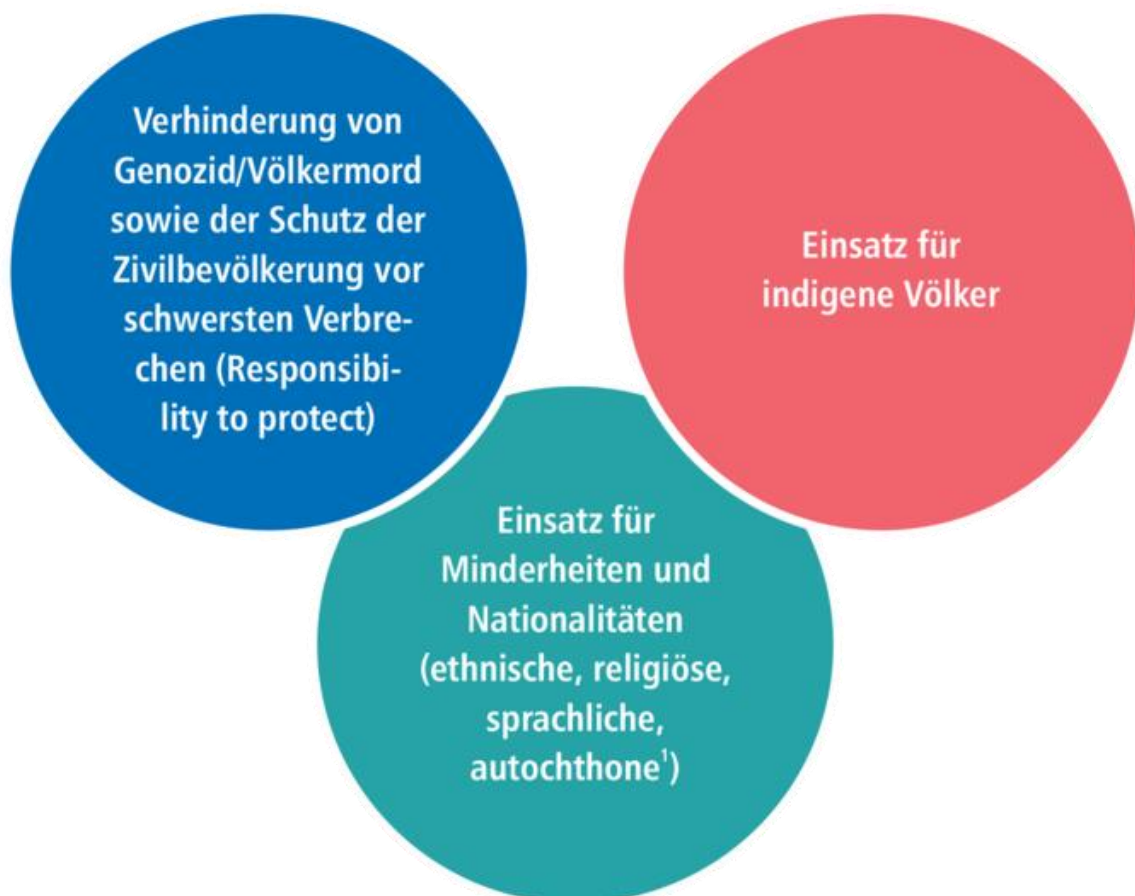 Verhinderung von
Genozid/Völkermord
sowie der Schutz der
Zivilbevölkerung vor
schwersten Verbre-
chen (Responsibi-
lity to protect)
Einsatz für
indigene Völker
Einsatz für
Minderheiten und
Nationalitäten
(ethnische, religiöse,
sprachliche,
autochthone¹)